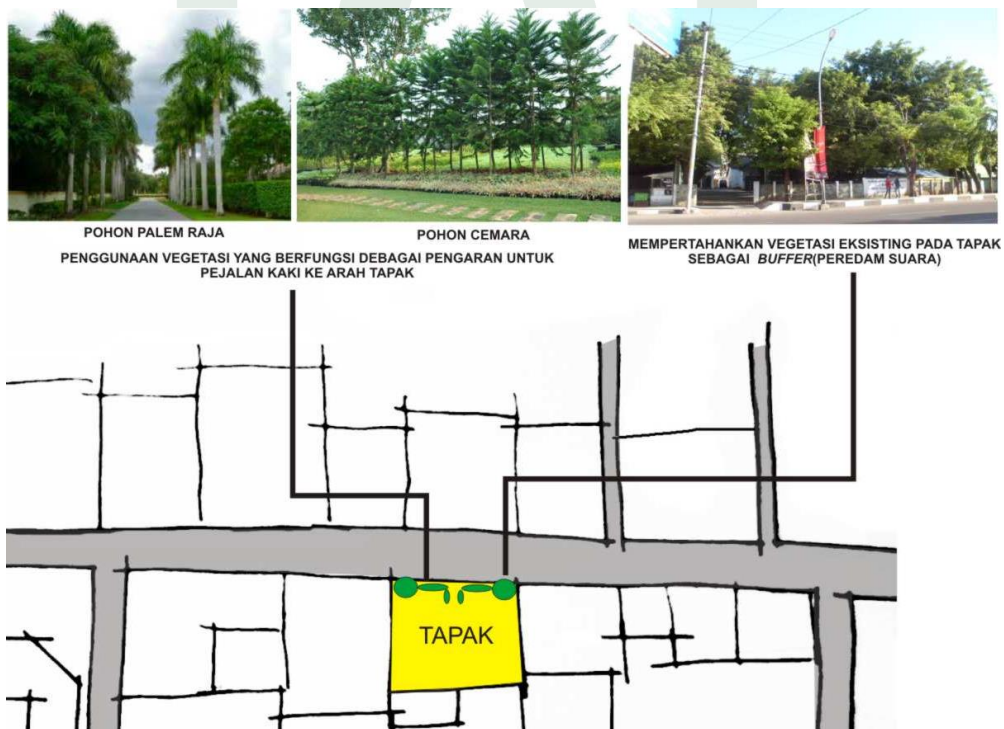 POHON PALEM RAJA
POHON CEMARA
PENGGUNAAN VEGETASI YANG BERFUNGSI DEBAGAI PENGARAN UNTUK
PEJALAN KAKI KE ARAH TAPAK
MEMPERTAHANKAN VEGETASI EKSISTING PADA TAPAK
SEBAGAI BUFFER(PEREDAM SUARA)
TAPAK